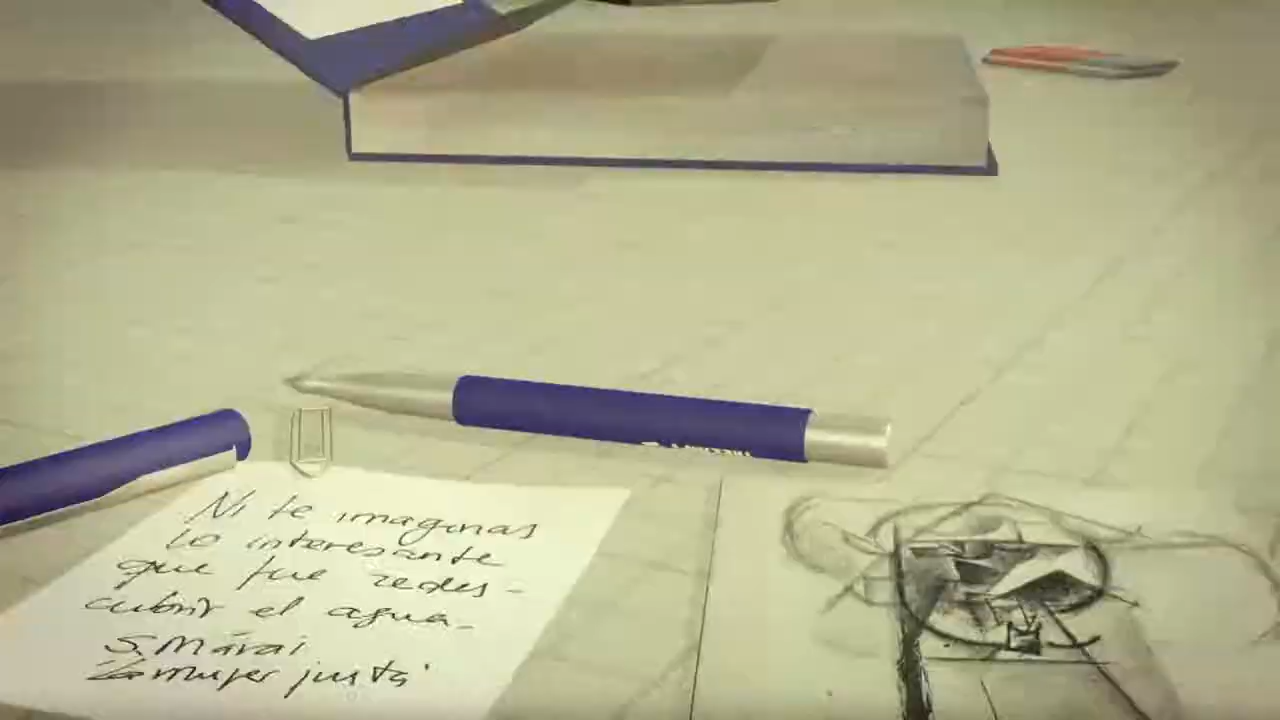 Ni te imaginas
lo interesante
que fue redes-
cubrir el agua.
S. Márai
"La mujer justa"